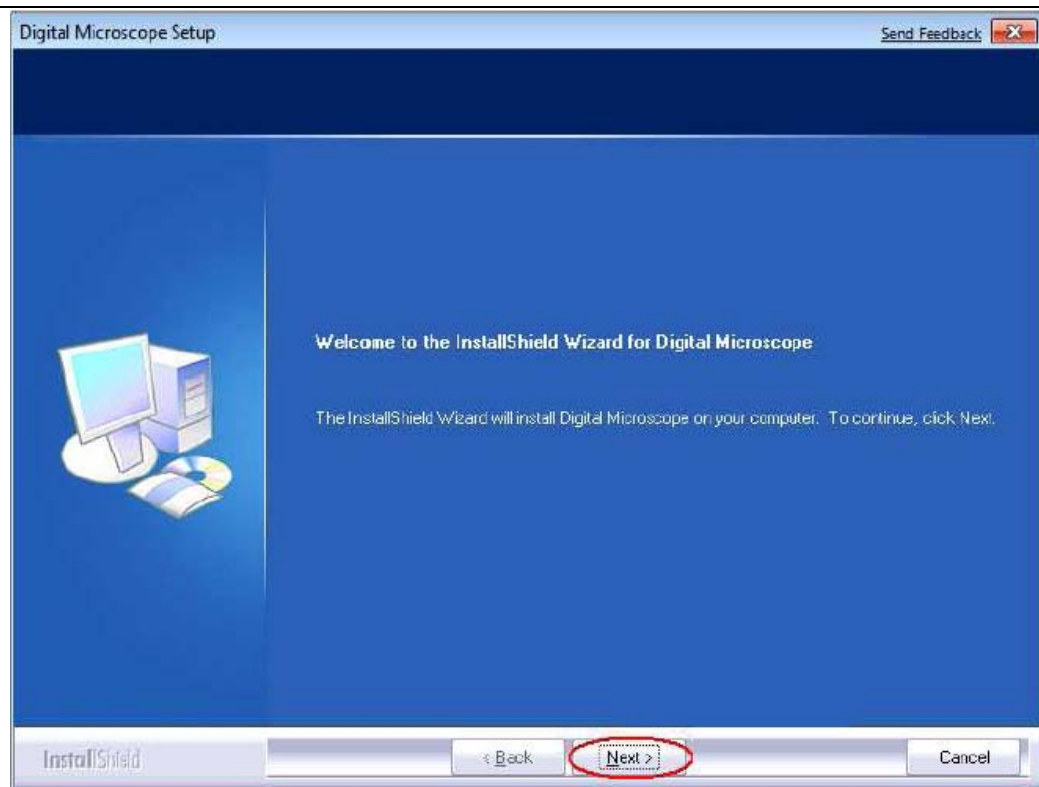 Digital Microscope Setup
Send Feedback
Welcome to the InstallShield Wizard for Digital Microscope
The InstallShield Wizard will install Digital Microscope on your computer. To continue, click Next.
InstallShield
< Back
Next >
Cancel